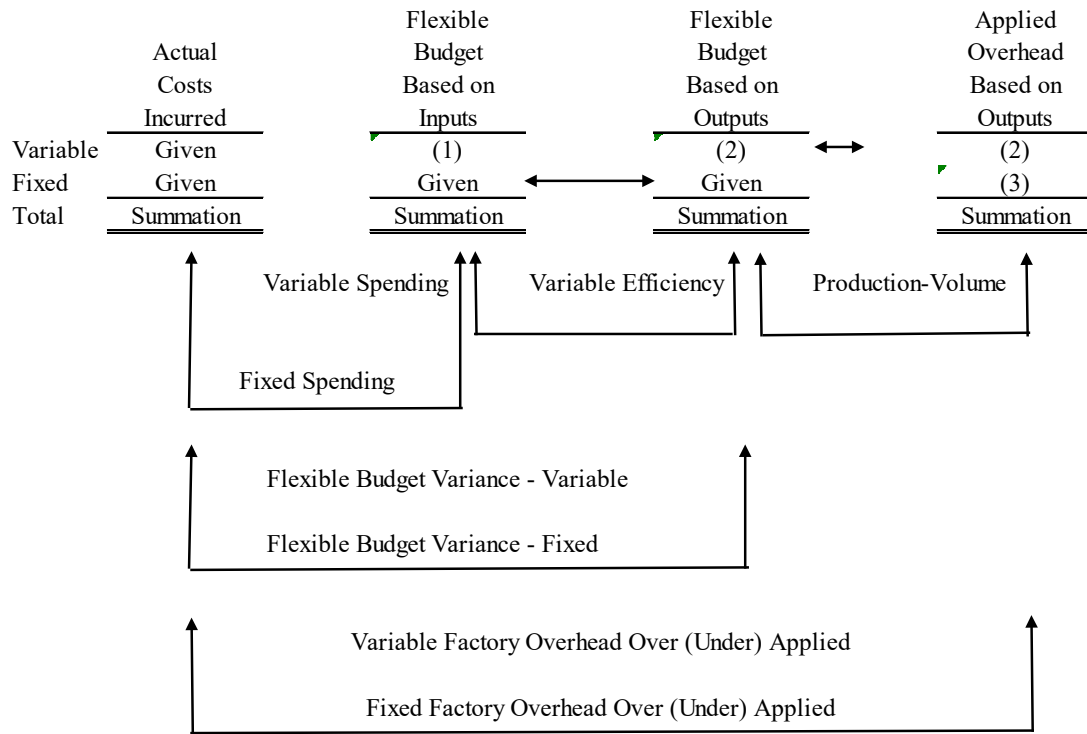 Flexible Flexible Applied
Actual Budget Budget Overhead
Costs Based on Based on Based on
Incurred Inputs Outputs Outputs
Variable Given (1) (2) (2)
Fixed Given Given Given (3)
Total Summation Summation Summation Summation
Variable Spending Variable Efficiency Production-Volume
Fixed Spending
Flexible Budget Variance - Variable
Flexible Budget Variance - Fixed
Variable Factory Overhead Over (Under) Applied
Fixed Factory Overhead Over (Under) Applied